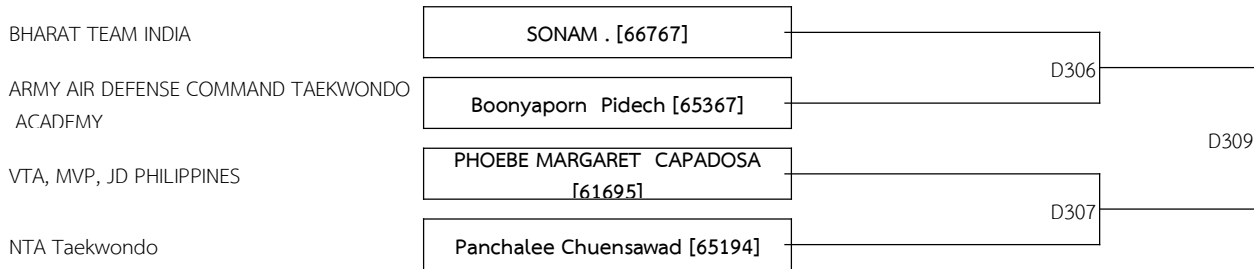 BHARAT TEAM INDIA
SONAM . [66767]
D306
ARMY AIR DEFENSE COMMAND TAEKWONDO
ACADEMY
Boonyaporn Pidech [65367]
D309
VTA, MVP, JD PHILIPPINES
PHOEBE MARGARET CAPADOSA
[61695]
D307
NTA Taekwondo
Panchalee Chuensawad [65194]